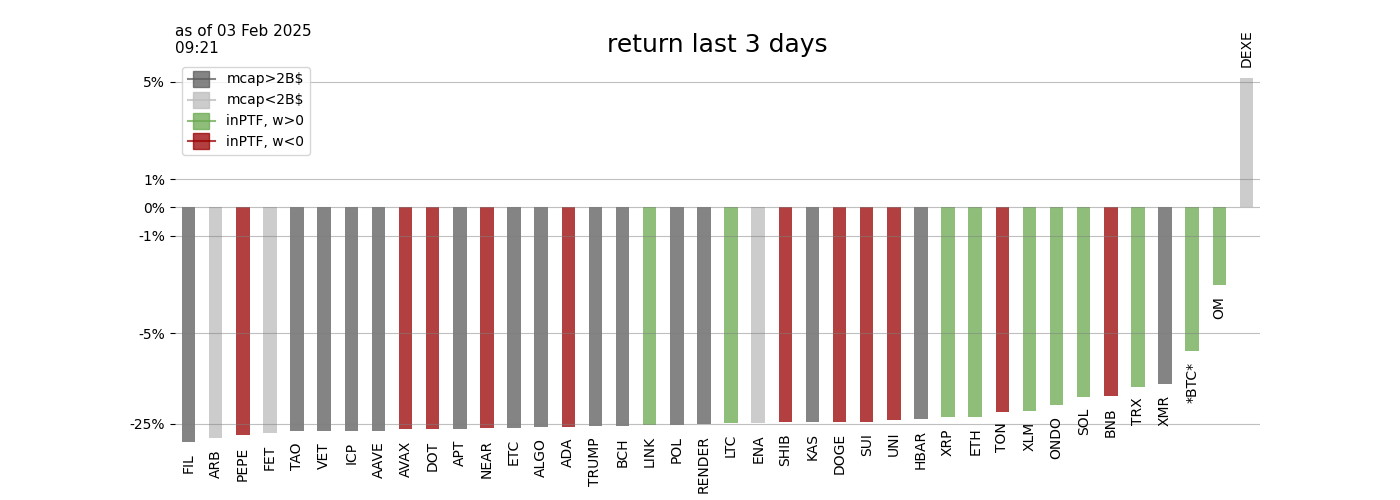 as of 03 Feb 2025
09:21
return last 3 days
mcap>2B$
mcap<2B$
inPTF, w>0
inPTF, w<0
5%
1%
0%
-1%
-5%
-25%
FIL
ARB
PEPE
FET
TAO
VET
ICP
AAVE
AVAX
DOT
APT
NEAR
ETC
ALGO
ADA
TRUMP
BCH
LINK
POL
RENDER
LTC
ENA
SHIB
KAS
DOGE
SUI
UNI
HBAR
XRP
ETH
TON
XLM
ONDO
SOL
BNB
TRX
XMR
*BTC*
OM
DEXE